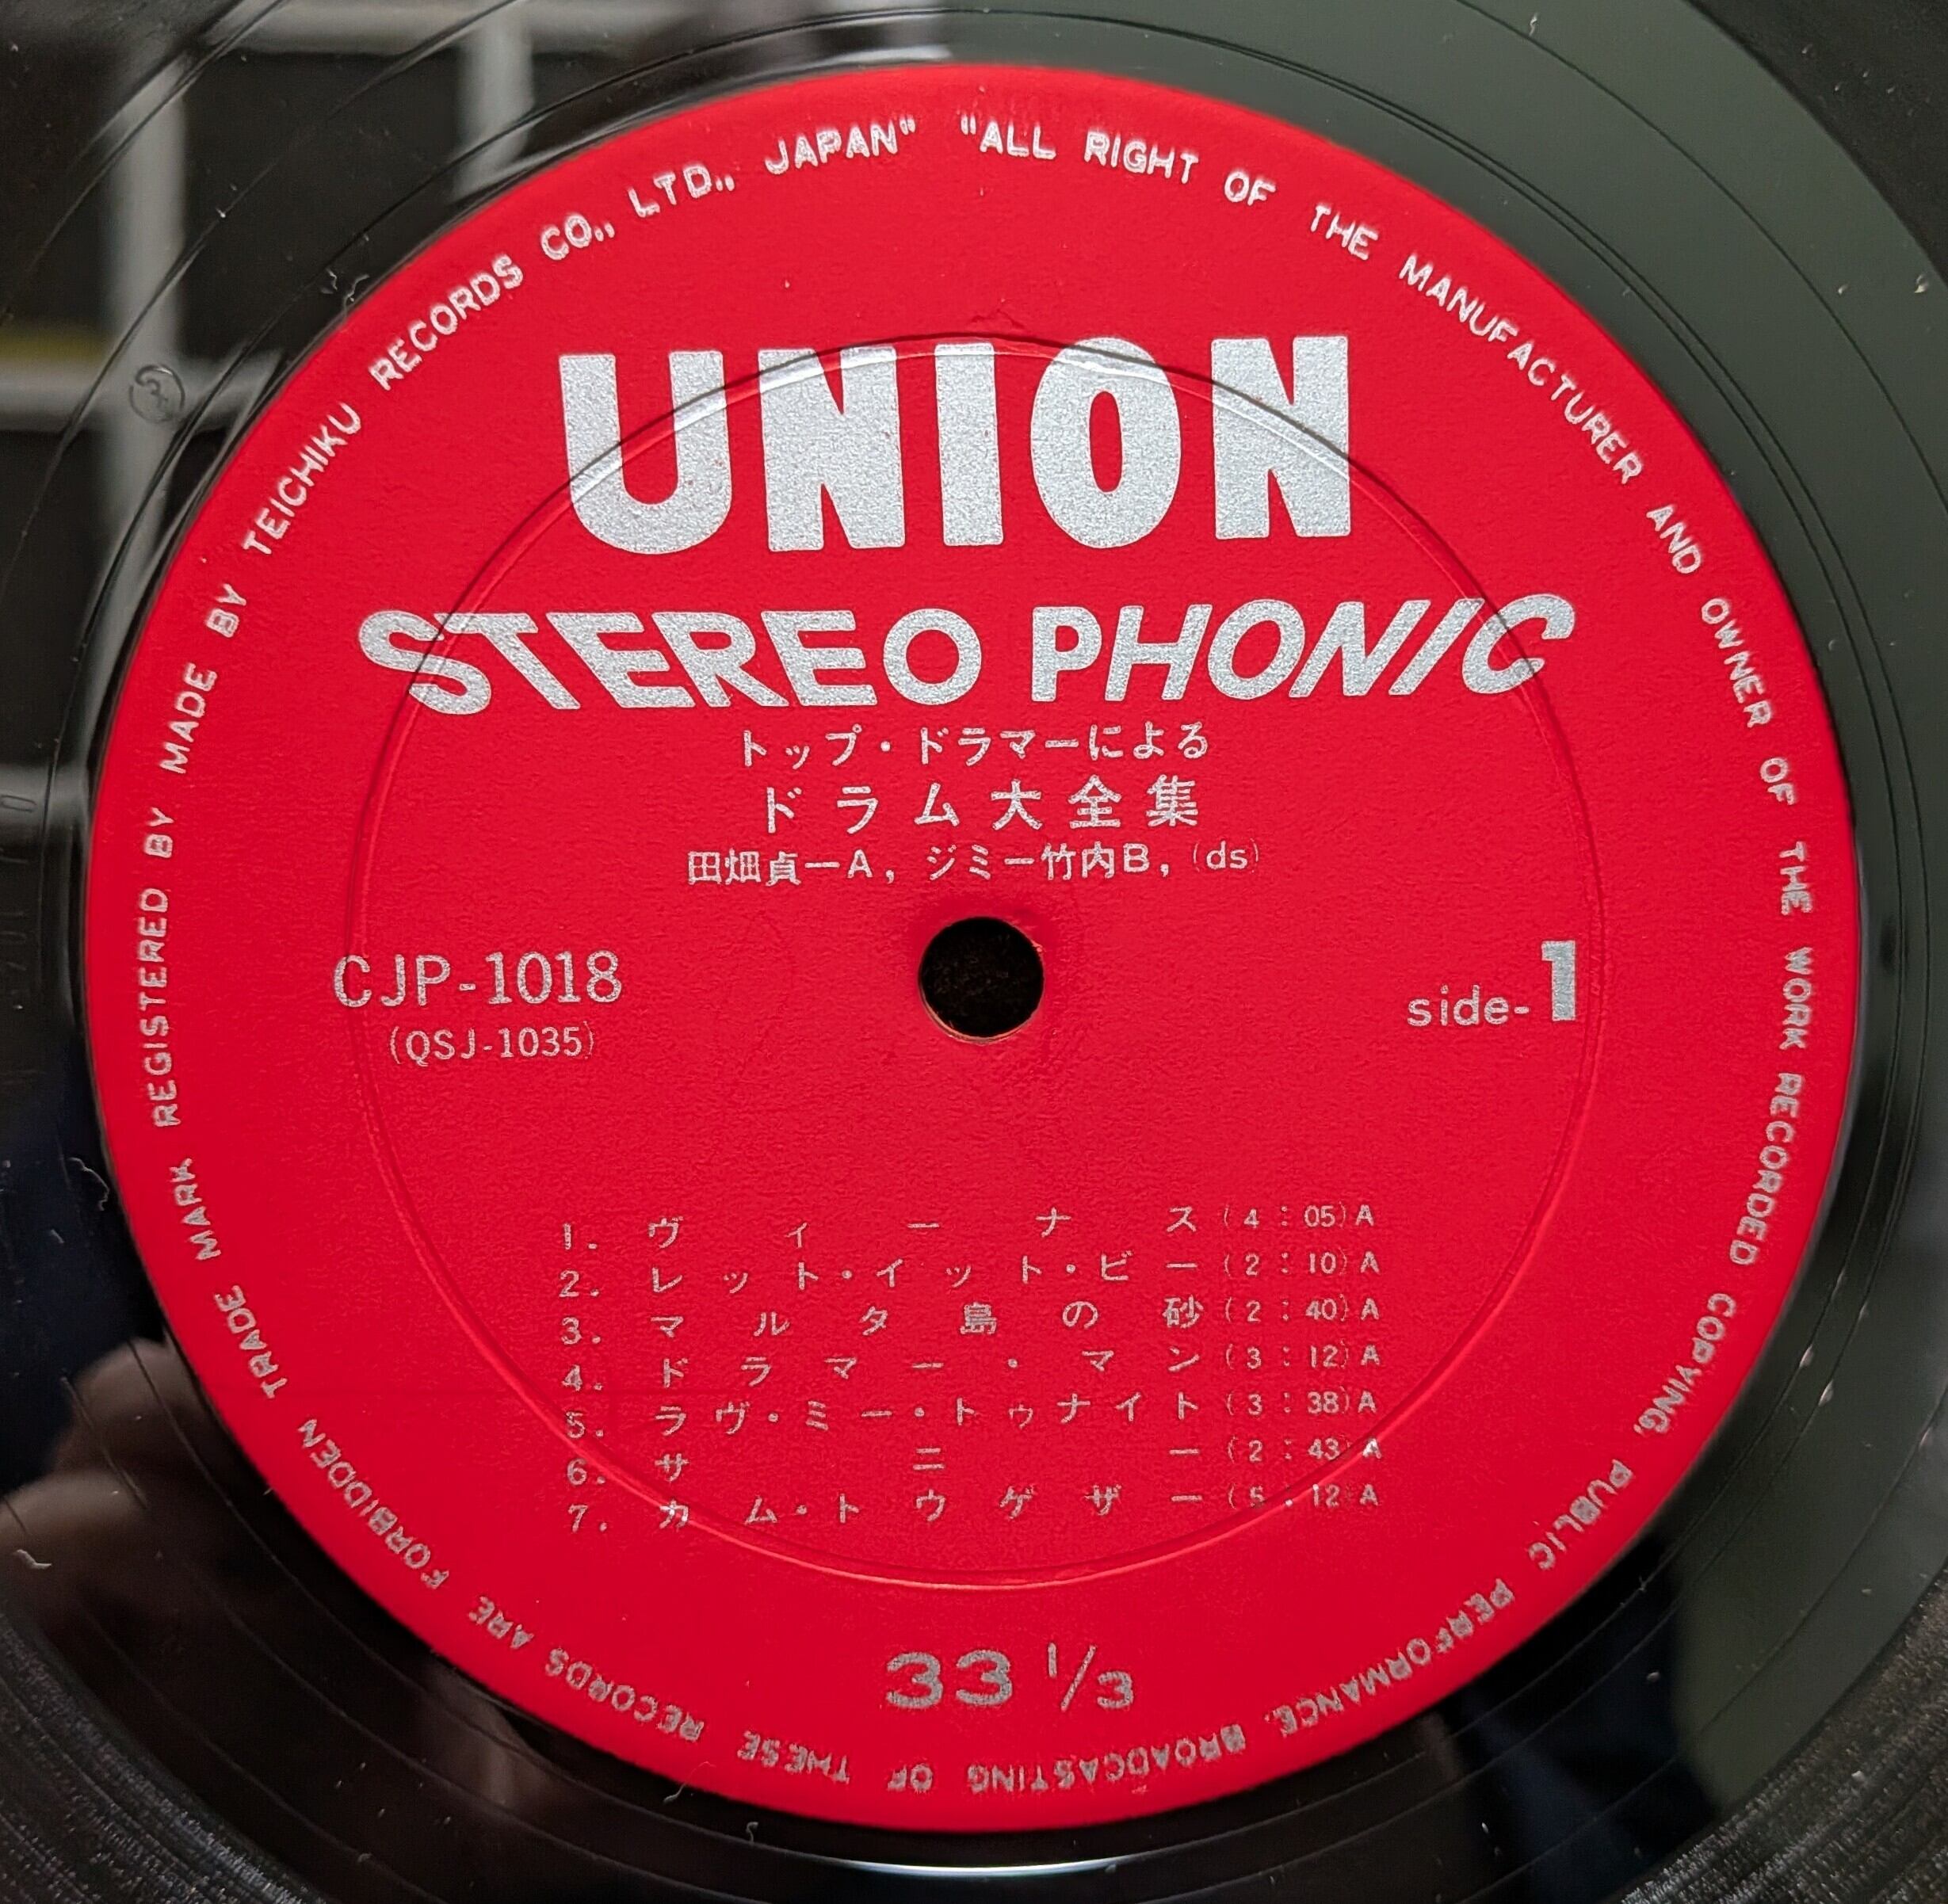 TRADE MARK REGISTERED BY MADE BY TEICHIKU RECORDS CO., LTD., JAPAN" "ALL RIGHT OF THE MANUFACTURER AND OWNER OF THE WORK RECORDED COPYING, PUBLIC PERFORMANCE, BROADCASTING OF THESE RECORDS ARE FORBIDDEN
UNION
STEREO PHONIC
トップ・ドラマーによる
ドラム大全集
田畑貞一A, ジミー竹内B, (ds)
CJP-1018
(QSJ-1035)
side-1
1. ヴィーナス (4:05) A
2. レット・イット・ビー (2:10) A
3. マルタ島の砂 (2:40) A
4. ドラマー・マン (3:12) A
5. ラヴ・ミー・トゥナイト (3:38) A
6. サニー (2:43) A
7. カム・トウゲザー (5:12) A
33 1/3